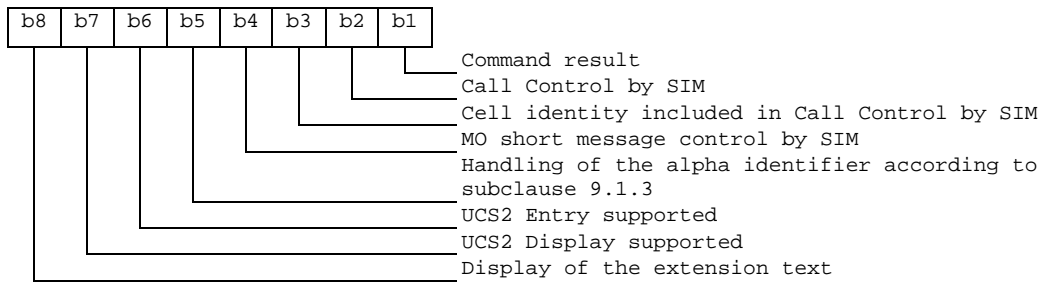 b8 b7 b6 b5 b4 b3 b2 b1
Command result
Call Control by SIM
Cell identity included in Call Control by SIM
MO short message control by SIM
Handling of the alpha identifier according to
subclause 9.1.3
UCS2 Entry supported
UCS2 Display supported
Display of the extension text